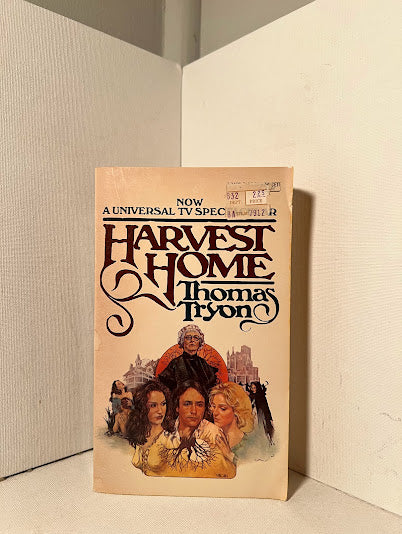 NOW
A UNIVERSAL TV SPEC R
HARVEST
HOME
Thomas
Tryon